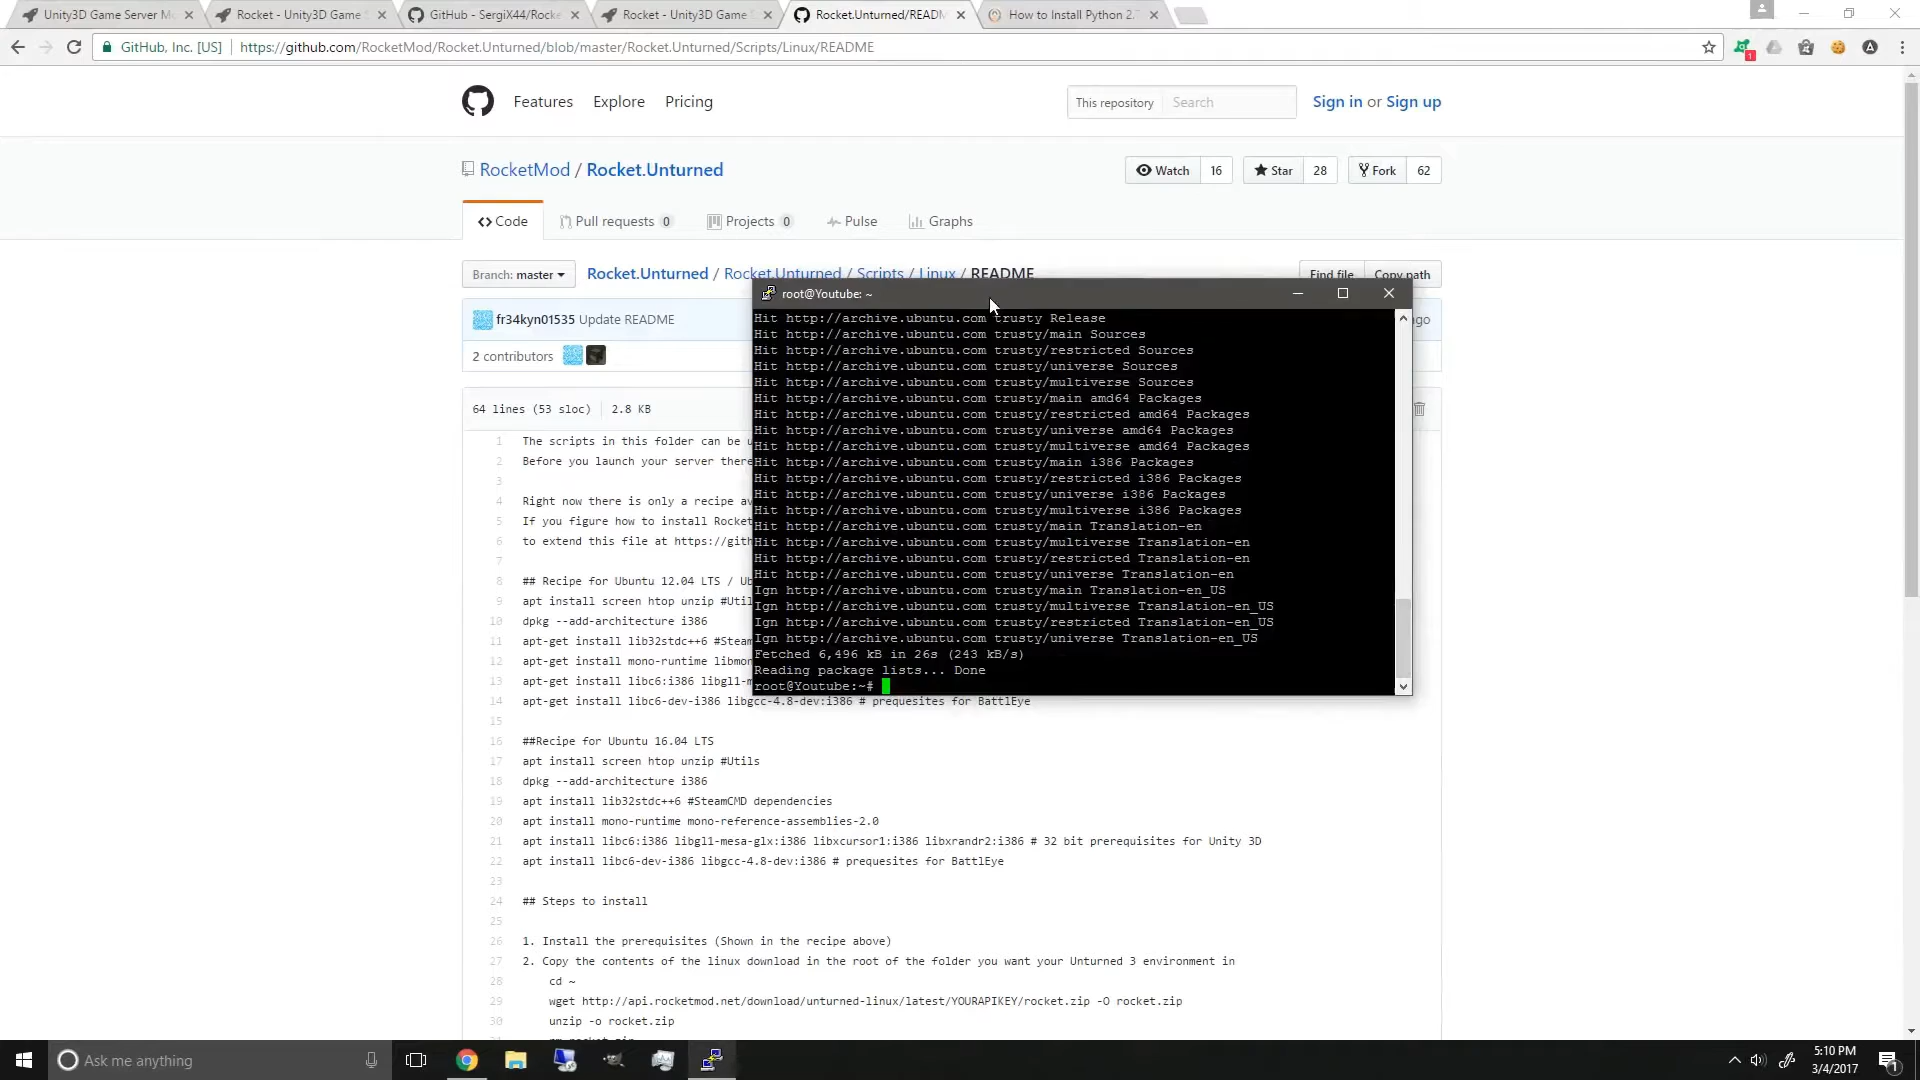 Unity3D Game Server M
Rocket - Unity3D Game
GitHub - SergiX44/Rocke
Rocket - Unity3D Game
Rocket.Unturned/READM
How to Install Python 2.7
GitHub, Inc. [US]
https://github.com/RocketMod/Rocket.Unturned/blob/master/Rocket.Unturned/Scripts/Linux/README
1
Features Explore Pricing
This repository Search
Sign in or Sign up
RocketMod / Rocket.Unturned
Watch 16 Star 28 Fork 62
Code Pull requests 0 Projects 0 Pulse Graphs
Branch: master Rocket.Unturned / Rocket.Unturned / Scripts / Linux / README
Find file Copy path
fr34kyn01535 Update README
ago
2 contributors
64 lines (53 sloc) 2.8 KB
root@Youtube: ~
Hit http://archive.ubuntu.com trusty Release
Hit http://archive.ubuntu.com trusty/main Sources
Hit http://archive.ubuntu.com trusty/restricted Sources
Hit http://archive.ubuntu.com trusty/universe Sources
Hit http://archive.ubuntu.com trusty/multiverse Sources
Hit http://archive.ubuntu.com trusty/main amd64 Packages
Hit http://archive.ubuntu.com trusty/restricted amd64 Packages
Hit http://archive.ubuntu.com trusty/universe amd64 Packages
Hit http://archive.ubuntu.com trusty/multiverse amd64 Packages
Hit http://archive.ubuntu.com trusty/main i386 Packages
Hit http://archive.ubuntu.com trusty/restricted i386 Packages
Hit http://archive.ubuntu.com trusty/universe i386 Packages
Hit http://archive.ubuntu.com trusty/multiverse i386 Packages
Hit http://archive.ubuntu.com trusty/main Translation-en
Hit http://archive.ubuntu.com trusty/multiverse Translation-en
Hit http://archive.ubuntu.com trusty/restricted Translation-en
Hit http://archive.ubuntu.com trusty/universe Translation-en
Ign http://archive.ubuntu.com trusty/main Translation-en_US
Ign http://archive.ubuntu.com trusty/multiverse Translation-en_US
Ign http://archive.ubuntu.com trusty/restricted Translation-en_US
Ign http://archive.ubuntu.com trusty/universe Translation-en_US
Fetched 6,496 kB in 26s (243 kB/s)
Reading package lists... Done
root@Youtube:~#
1 The scripts in this folder can be u
2 Before you launch your server there
3
4 Right now there is only a recipe av
5 If you figure how to install Rocket
6 to extend this file at https://gith
7
8 ## Recipe for Ubuntu 12.04 LTS / Ub
9 apt install screen htop unzip #Util
10 dpkg --add-architecture i386
11 apt-get install lib32stdc++6 #Steam
12 apt-get install mono-runtime libmon
13 apt-get install libc6:i386 libgl1-m
14 apt-get install libc6-dev-i386 libgcc-4.8-dev:i386 # prequesites for BattlEye
15
16 ##Recipe for Ubuntu 16.04 LTS
17 apt install screen htop unzip #Utils
18 dpkg --add-architecture i386
19 apt install lib32stdc++6 #SteamCMD dependencies
20 apt install mono-runtime mono-reference-assemblies-2.0
21 apt install libc6:i386 libgl1-mesa-glx:i386 libxcursor1:i386 libxrandr2:i386 # 32 bit prerequisites for Unity 3D
22 apt install libc6-dev-i386 libgcc-4.8-dev:i386 # prequesites for BattlEye
23
24 ## Steps to install
25
26 1. Install the prerequisites (Shown in the recipe above)
27 2. Copy the contents of the linux download in the root of the folder you want your Unturned 3 environment in
28 cd ~
29 wget http://api.rocketmod.net/download/unturned-linux/latest/YOURAPIKEY/rocket.zip -O rocket.zip
30 unzip -o rocket.zip
Ask me anything
5:10 PM
3/4/2017
1